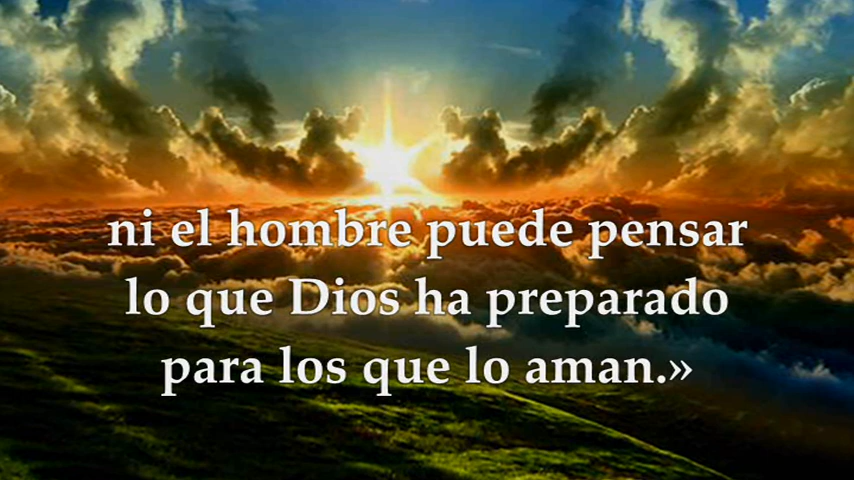 ni el hombre puede pensar
lo que Dios ha preparado
para los que lo aman.»